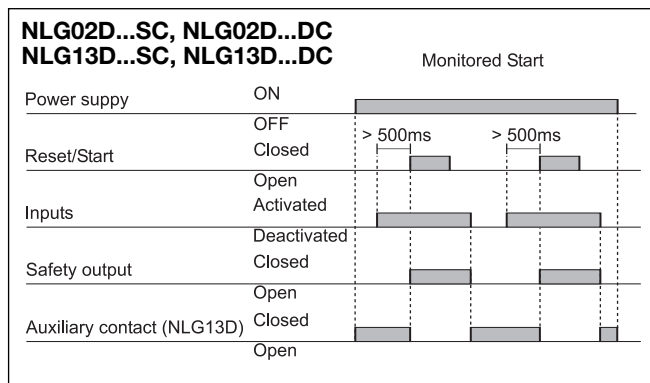 NLG02D...SC, NLG02D...DC
NLG13D...SC, NLG13D...DC
Monitored Start
Power suppy
ON
OFF
> 500ms
> 500ms
Reset/Start
Closed
Open
Inputs
Activated
Deactivated
Safety output
Closed
Open
Auxiliary contact (NLG13D)
Closed
Open